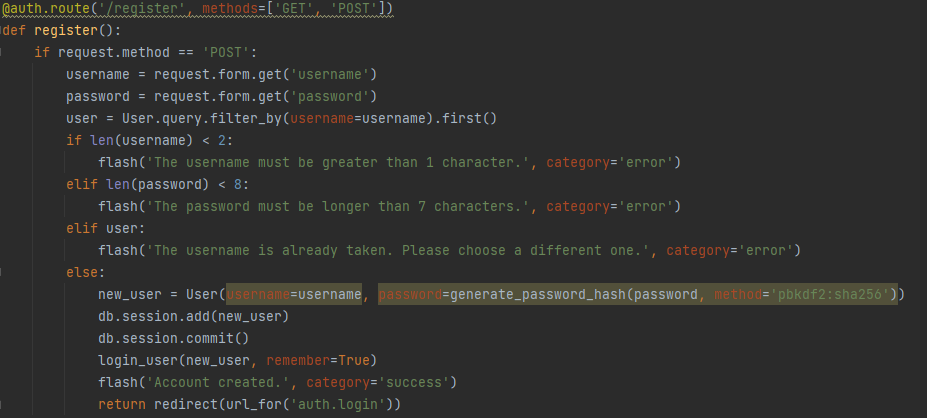 @auth.route('/register', methods=['GET', 'POST'])
def register():
    if request.method == 'POST':
        username = request.form.get('username')
        password = request.form.get('password')
        user = User.query.filter_by(username=username).first()
        if len(username) < 2:
            flash('The username must be greater than 1 character.', category='error')
        elif len(password) < 8:
            flash('The password must be longer than 7 characters.', category='error')
        elif user:
            flash('The username is already taken. Please choose a different one.', category='error')
        else:
            new_user = User(username=username, password=generate_password_hash(password, method='pbkdf2:sha256'))
            db.session.add(new_user)
            db.session.commit()
            login_user(new_user, remember=True)
            flash('Account created.', category='success')
            return redirect(url_for('auth.login'))